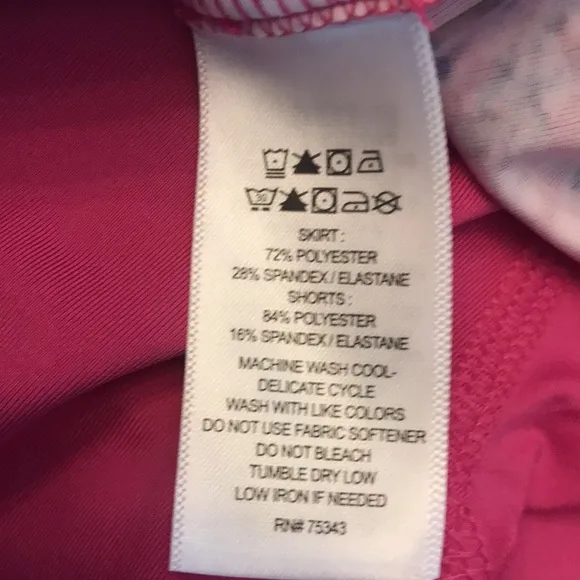 30
SKIRT:
72% POLYESTER
28% SPANDEX/ELASTANE
SHORTS:
84% POLYESTER
16% SPANDEX/ELASTANE
MACHINE WASH COOL-
DELICATE CYCLE
WASH WITH LIKE COLORS
DO NOT USE FABRIC SOFTENER
DO NOT BLEACH
TUMBLE DRY LOW
LOW IRON IF NEEDED
RN# 75343